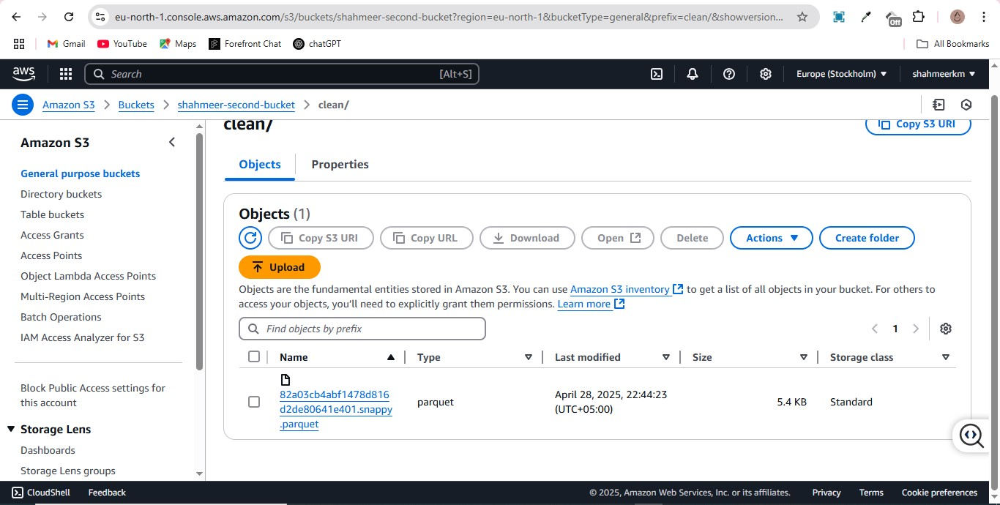 eu-north-1.console.aws.amazon.com/s3/buckets/shahmeer-second-bucket?region=eu-north-1&bucketType=general&prefix=clean/&showversion...
Off
Gmail YouTube Maps Forefront Chat chatGPT All Bookmarks
aws Search [Alt+S] Europe (Stockholm) shahmeerkm
Amazon S3 Buckets shahmeer-second-bucket clean/
Amazon S3
General purpose buckets
Directory buckets
Table buckets
Access Grants
Access Points
Object Lambda Access Points
Multi-Region Access Points
Batch Operations
IAM Access Analyzer for S3
Block Public Access settings for
this account
Storage Lens
Dashboards
Storage Lens groups
clean/
Copy S3 URI
Objects Properties
Objects (1)
Copy S3 URI Copy URL Download Open Delete Actions Create folder
Upload
Objects are the fundamental entities stored in Amazon S3. You can use Amazon S3 inventory to get a list of all objects in your bucket. For others to
access your objects, you’ll need to explicitly grant them permissions. Learn more
Find objects by prefix 1
Name Type Last modified Size Storage class
82a03cb4abf1478d816
d2de80641e401.snappy
.parquet
parquet
April 28, 2025, 22:44:23
(UTC+05:00)
5.4 KB
Standard
CloudShell Feedback © 2025, Amazon Web Services, Inc. or its affiliates. Privacy Terms Cookie preferences